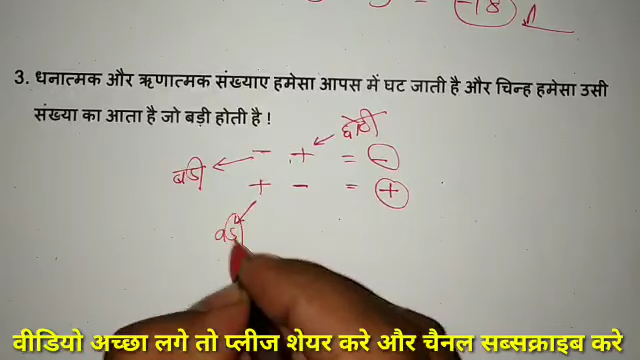 -18
3. धनात्मक और ऋणात्मक संख्याए हमेसा आपस में घट जाती है और चिन्ह हमेसा उसी
संख्या का आता है जो बड़ी होती है !
छोटी
बड़ी - + = -
+ - = +
बड़ी
वीडियो अच्छा लगे तो प्लीज शेयर करे और चैनल सब्सक्राइब करे